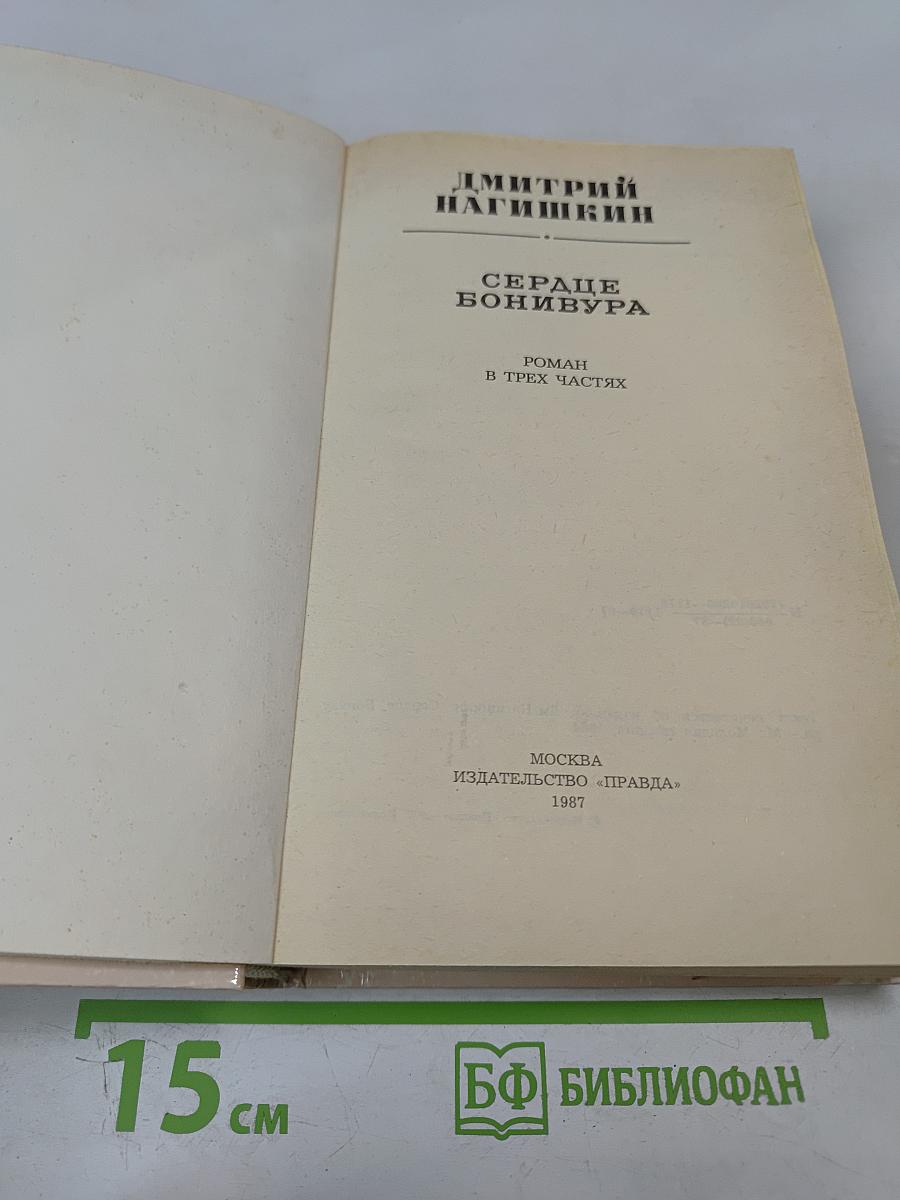 ДМИТРИЙ
НАГИШКИН
СЕРДЦЕ
БОНИВУРА
РОМАН
В ТРЕХ ЧАСТЯХ
МОСКВА
ИЗДАТЕЛЬСТВО «ПРАВДА»
1987
15 см
БФ БИБЛИОФАН